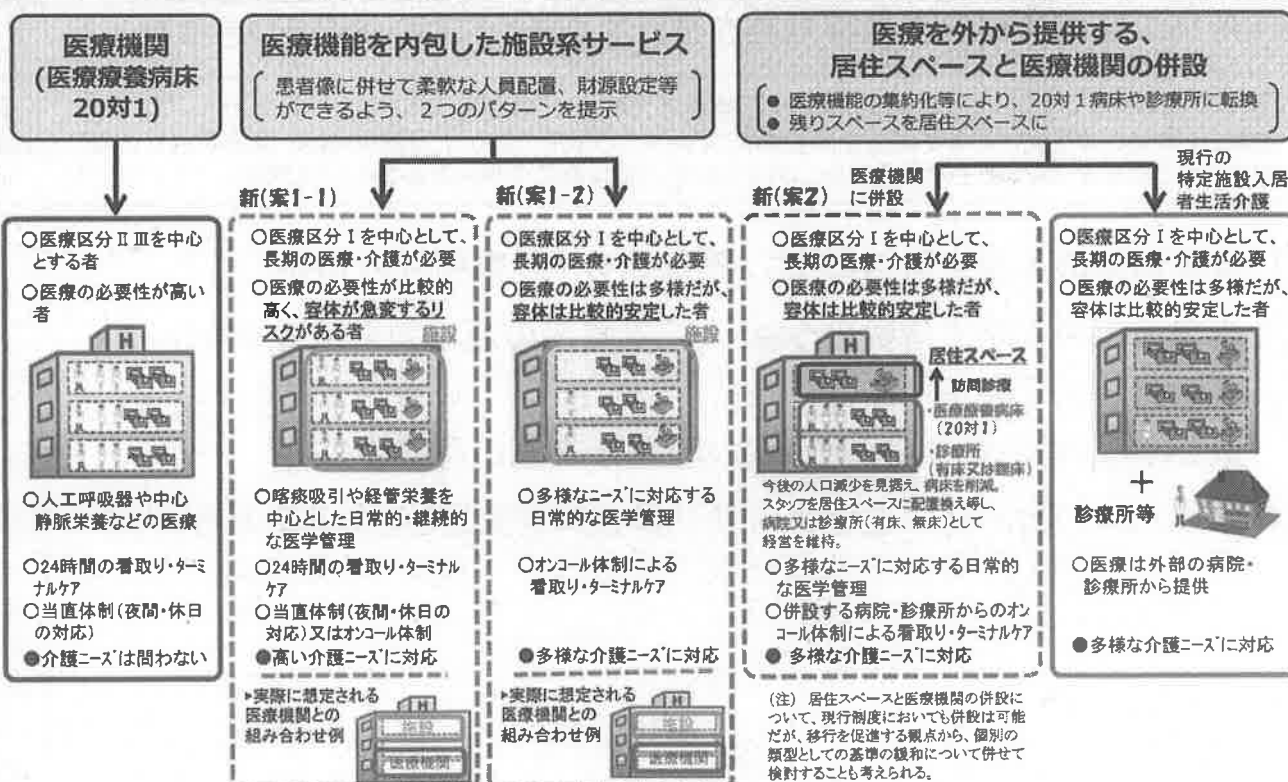 医療機関
(医療療養病床
20対1)
医療機能を内包した施設系サービス
患者像に併せて柔軟な人員配置、財源設定等
ができるよう、２つのパターンを提示
医療を外から提供する、
居住スペースと医療機関の併設
● 医療機能の集約化等により、20対１病床や診療所に転換
● 残りスペースを居住スペースに
○医療区分ⅡⅢを中心
とする者
○医療の必要性が高い
者
H
○人工呼吸器や中心
静脈栄養などの医療
○24時間の看取り・ターミ
ナルケア
○当直体制(夜間・休日
の対応)
●介護ニーズは問わない
新(案1-1)
○医療区分Ⅰを中心として、
長期の医療・介護が必要
○医療の必要性が比較的
高く、容体が急変するリ
スクがある者
施設
○喀痰吸引や経管栄養を
中心とした日常的・継続的
な医学管理
○24時間の看取り・ターミナル
ケア
○当直体制(夜間・休日の
対応)又はオンコール体制
●高い介護ニーズに対応
▶実際に想定される
医療機関との
組み合わせ例
H
施設
医療機関
新(案1-2)
○医療区分Ⅰを中心として、
長期の医療・介護が必要
○医療の必要性は多様だが、
容体は比較的安定した者
施設
○多様なニーズに対応する
日常的な医学管理
○オンコール体制による
看取り・ターミナルケア
●多様な介護ニーズに対応
▶実際に想定される
医療機関との
組み合わせ例
H
施設
医療機関
新(案2)
医療機関
に併設
○医療区分Ⅰを中心として、
長期の医療・介護が必要
○医療の必要性は多様だが、
容体は比較的安定した者
H
居住スペース
訪問診療
・医療療養病床
(20対1)
・診療所
(有床又は無床)
今後の人口減少を見据え、病床を削減。
スタッフを居住スペースに配置換え等し、
病院又は診療所(有床、無床)として
経営を維持。
○多様なニーズに対応する日常的
な医学管理
○併設する病院・診療所からのオン
コール体制による看取り・ターミナルケア
● 多様な介護ニーズに対応
(注) 居住スペースと医療機関の併設に
ついて、現行制度においても併設は可能
だが、移行を促進する観点から、個別の
類型としての基準の緩和について併せて
検討することも考えられる。
現行の
特定施設入居
者生活介護
○医療区分Ⅰを中心として、
長期の医療・介護が必要
○医療の必要性は多様だが、
容体は比較的安定した者
＋
診療所等
○医療は外部の病院・
診療所から提供
●多様な介護ニーズに対応